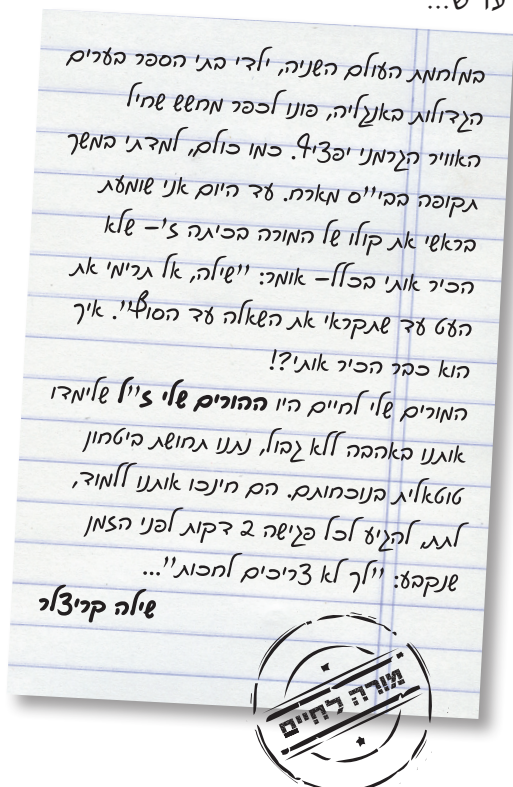 עד ש...
במלחמת העולם השניה, ילדי בתי הספר בערים
הגדולות באנגליה, פונו לכפר מחשש שחיל
האוויר הגרמני יפציץ. כמו כולם, למדתי במשך
תקופה בבי''ס מארח. עד היום אני שומעת
בראשי את קולו של המורה בכיתה ז'– שלא
הכיר אותי בכלל– אומר: ''שילה, אל תרימי את
העט עד שתקראי את השאלה עד הסוף''. איך
הוא כבר הכיר אותי?!
המורים שלי לחיים היו ההורים שלי ז''ל שלימדו
אותנו באהבה ללא גבול, נתנו תחושת ביטחון
טוטאלית בנוכחותם. הם חינכו אותנו ללמוד,
לתת, להגיע לכל פגישה 2 דקות לפני הזמן
שנקבע: ''לך לא צריכים לחכות''...
שילה קריצלר
מורה לחיים